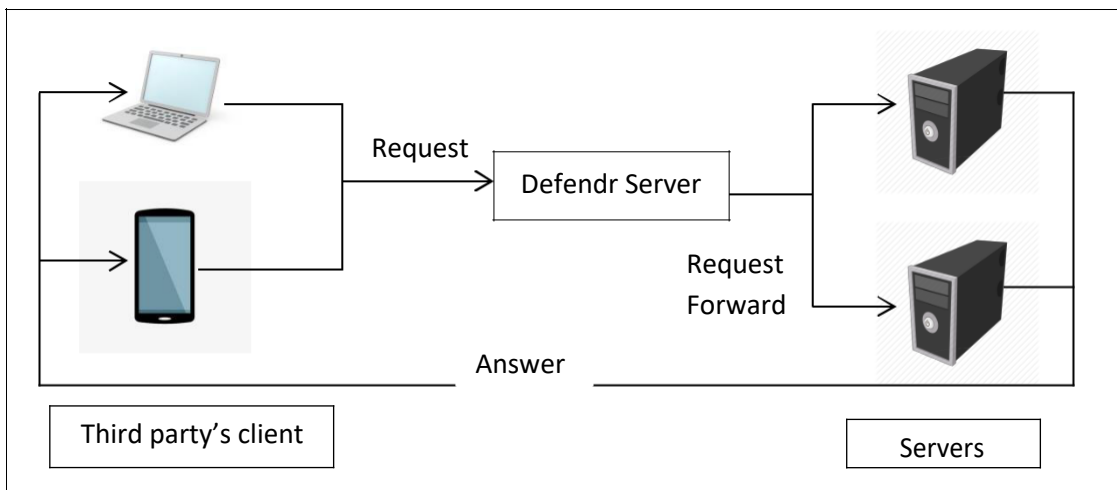 Request
Defendr Server
Request
Forward
Answer
Third party’s client
Servers